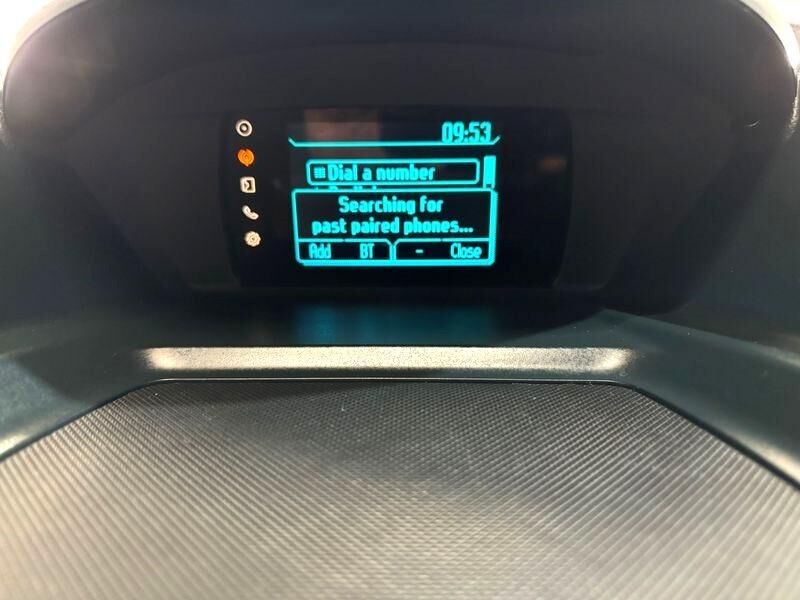 09:53
Dial a number
Searching for
past paired phones...
Add BT - Close